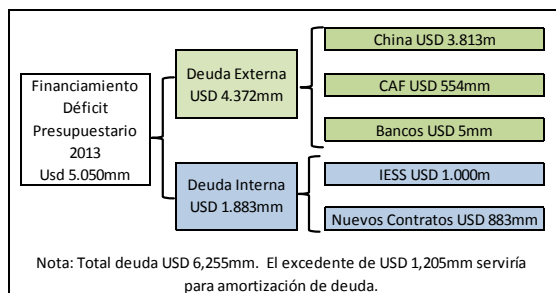 Financiamiento
Déficit
Presupuestario
2013
Usd 5.050mm
Deuda Externa
USD 4.372mm
China USD 3.813m
CAF USD 554mm
Bancos USD 5mm
Deuda Interna
USD 1.883mm
IESS USD 1.000m
Nuevos Contratos USD 883mm
Nota: Total deuda USD 6,255mm. El excedente de USD 1,205mm serviría
para amortización de deuda.